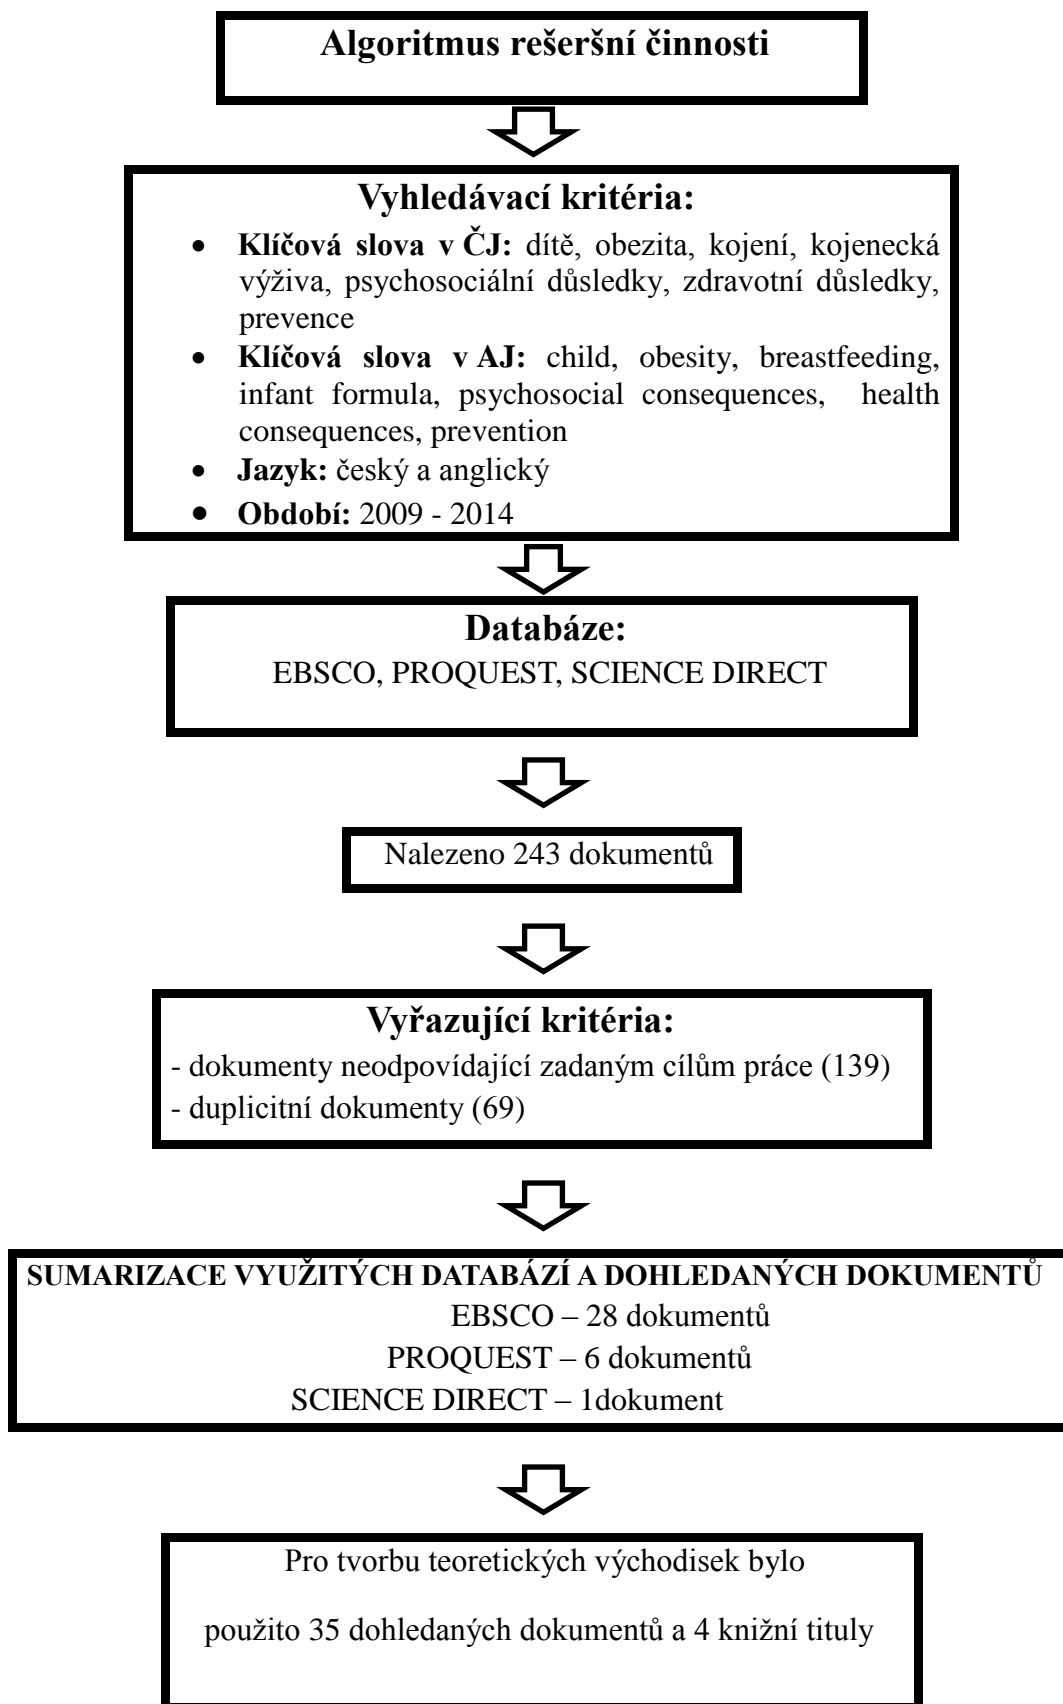 Algoritmus rešeršní činnosti
Vyhledávací kritéria:
• Klíčová slova v ČJ: dítě, obezita, kojení, kojenecká
výživa, psychosociální důsledky, zdravotní důsledky,
prevence
• Klíčová slova v AJ: child, obesity, breastfeeding,
infant formula, psychosocial consequences, health
consequences, prevention
• Jazyk: český a anglický
• Období: 2009 - 2014
Databáze:
EBSCO, PROQUEST, SCIENCE DIRECT
Nalezeno 243 dokumentů
Vyřazující kritéria:
- dokumenty neodpovídající zadaným cílům práce (139)
- duplicitní dokumenty (69)
SUMARIZACE VYUŽITÝCH DATABÁZÍ A DOHLEDANÝCH DOKUMENTŮ
EBSCO – 28 dokumentů
PROQUEST – 6 dokumentů
SCIENCE DIRECT – 1dokument
Pro tvorbu teoretických východisek bylo
použito 35 dohledaných dokumentů a 4 knižní tituly